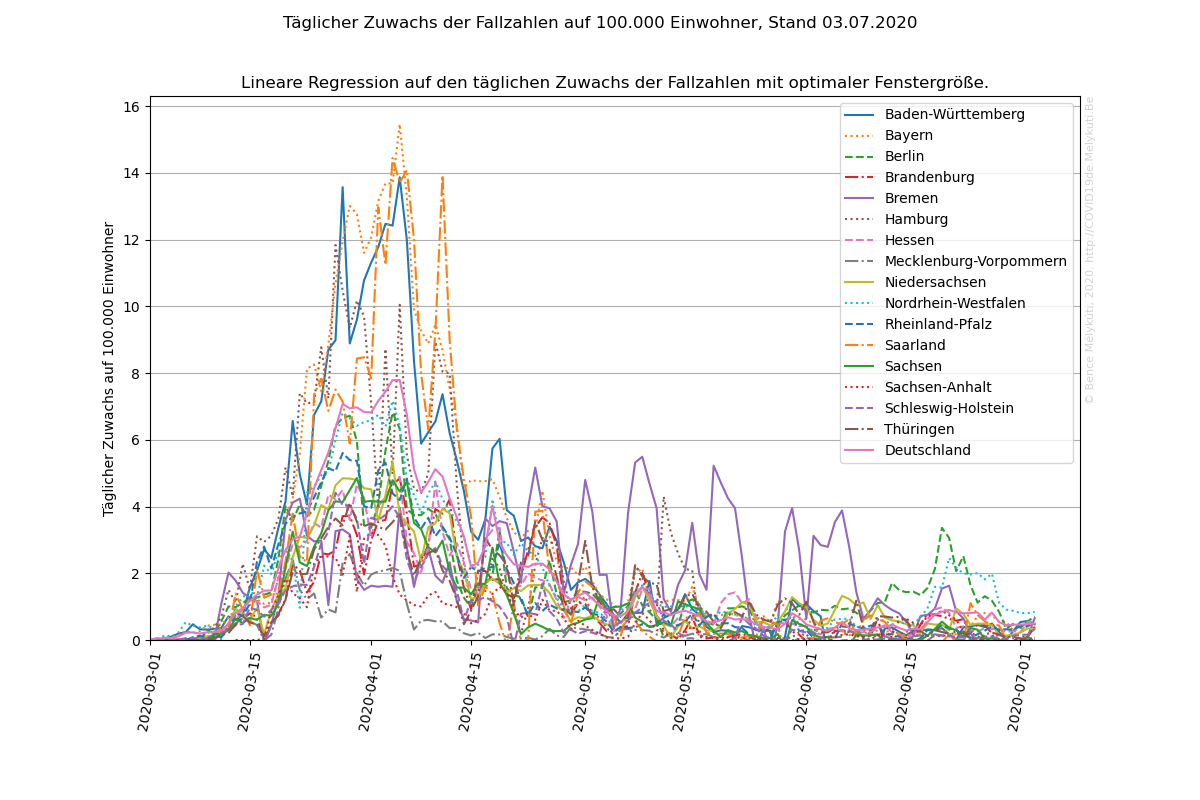 Täglicher Zuwachs der Fallzahlen auf 100.000 Einwohner, Stand 03.07.2020
Lineare Regression auf den täglichen Zuwachs der Fallzahlen mit optimaler Fenstergröße.
Täglicher Zuwachs auf 100.000 Einwohner
16
14
12
10
8
6
4
2
0
2020-03-01
2020-03-15
2020-04-01
2020-04-15
2020-05-01
2020-05-15
2020-06-01
2020-06-15
2020-07-01
Baden-Württemberg
Bayern
Berlin
Brandenburg
Bremen
Hamburg
Hessen
Mecklenburg-Vorpommern
Niedersachsen
Nordrhein-Westfalen
Rheinland-Pfalz
Saarland
Sachsen
Sachsen-Anhalt
Schleswig-Holstein
Thüringen
Deutschland
© Bence Mélykúti, 2020. http://COVID19de.Melykuti.Be